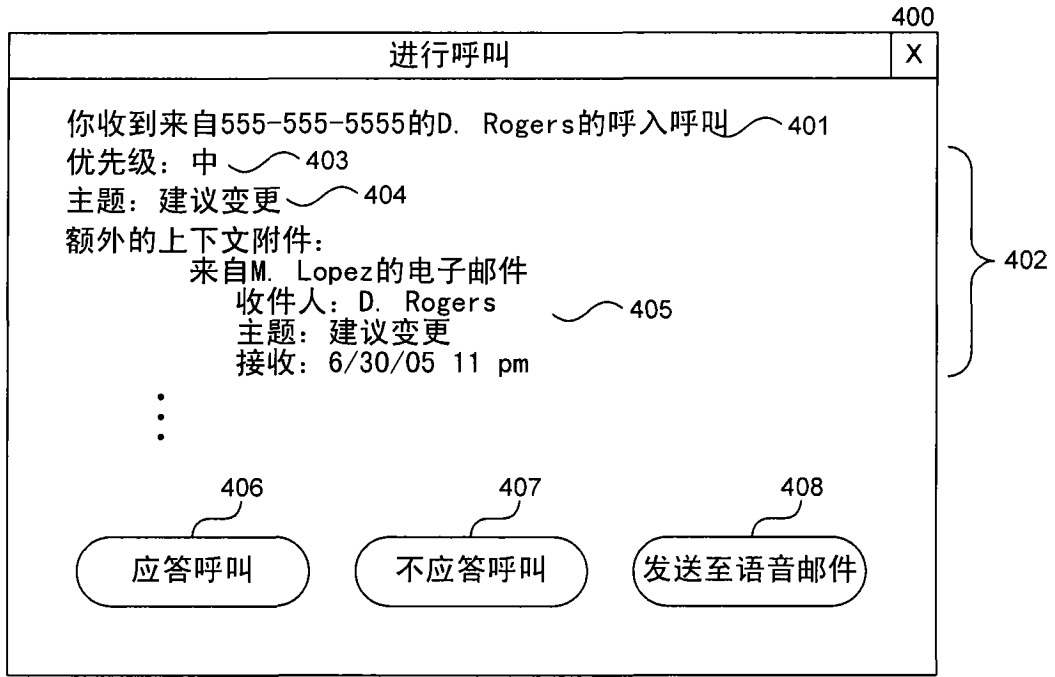 400
进行呼叫 X
你收到来自555-555-5555的D. Rogers的呼入呼叫 401
优先级: 中 403
主题: 建议变更 404
额外的上下文附件:
来自M. Lopez的电子邮件
402
收件人: D. Rogers
405
主题: 建议变更
接收: 6/30/05 11 pm
406 407 408
应答呼叫 不应答呼叫 发送至语音邮件